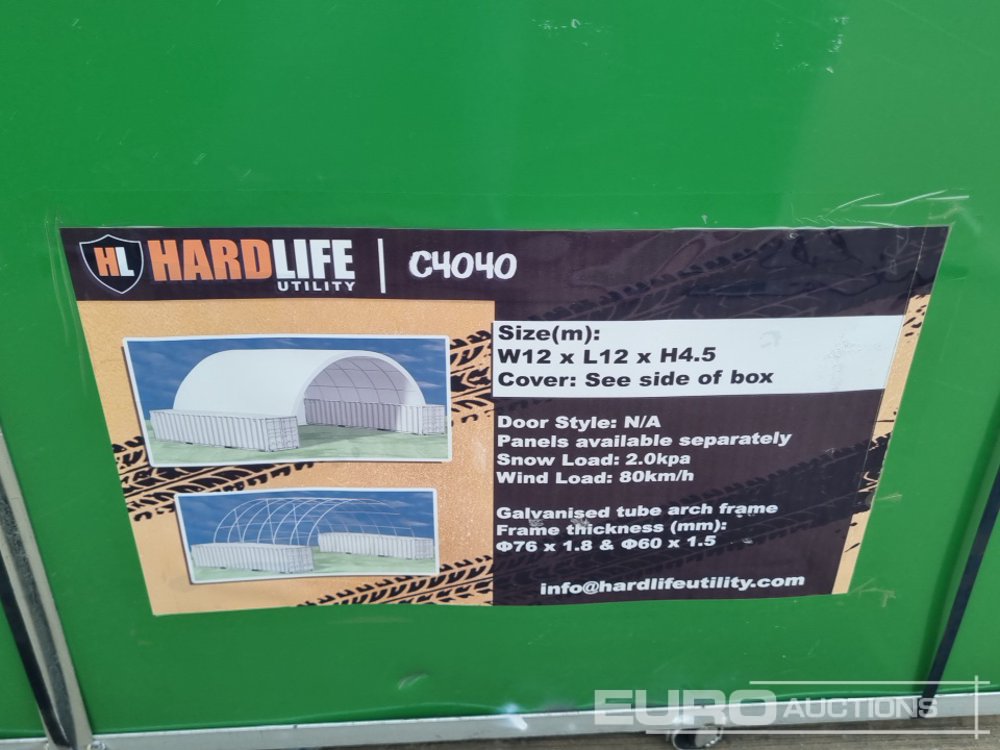 HL HARDLIFE UTILITY | C4040
Size(m):
W12 x L12 x H4.5
Cover: See side of box
Door Style: N/A
Panels available separately
Snow Load: 2.0kpa
Wind Load: 80km/h
Galvanised tube arch frame
Frame thickness (mm):
Φ76 x 1.8 & Φ60 x 1.5
info@hardlifeutility.com
EURO AUCTIONS